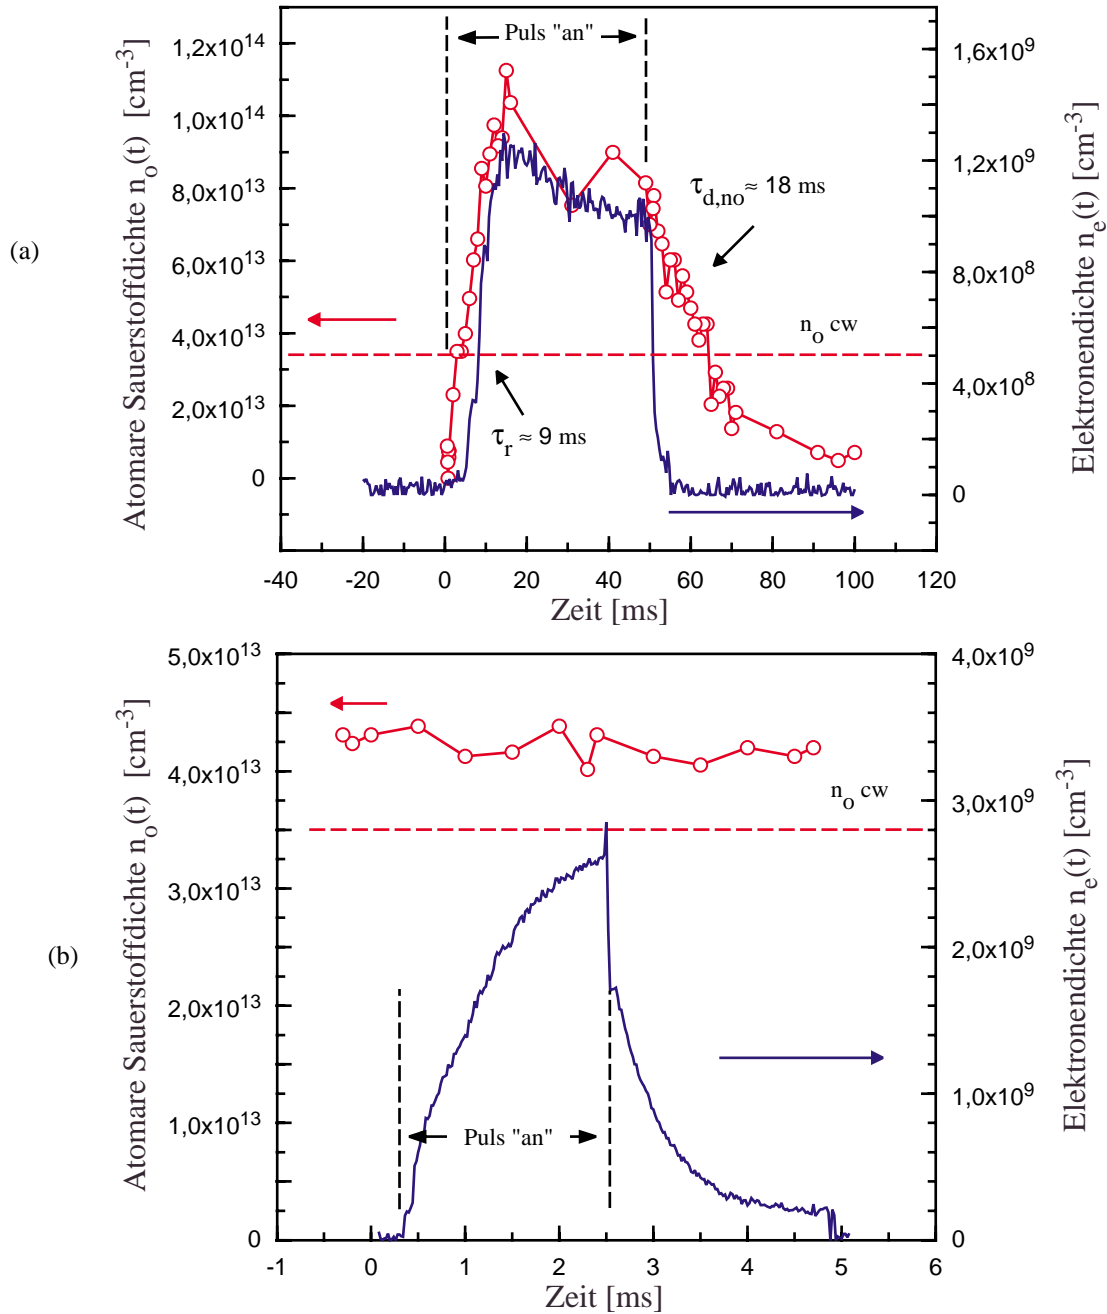 (a)
Atomare Sauerstoffdichte n_o(t) [cm^-3]
1,2x10^14
1,0x10^14
8,0x10^13
6,0x10^13
4,0x10^13
2,0x10^13
0
Puls "an"
τ_d,no ≈ 18 ms
n_o cw
τ_r ≈ 9 ms
1,6x10^9
1,2x10^9
8,0x10^8
4,0x10^8
0
Elektronendichte n_e(t) [cm^-3]
-40 -20 0 20 40 60 80 100 120
Zeit [ms]
(b)
Atomare Sauerstoffdichte n_o(t) [cm^-3]
5,0x10^13
4,0x10^13
3,0x10^13
2,0x10^13
1,0x10^13
0
n_o cw
Puls "an"
4,0x10^9
3,0x10^9
2,0x10^9
1,0x10^9
0
Elektronendichte n_e(t) [cm^-3]
-1 0 1 2 3 4 5 6
Zeit [ms]